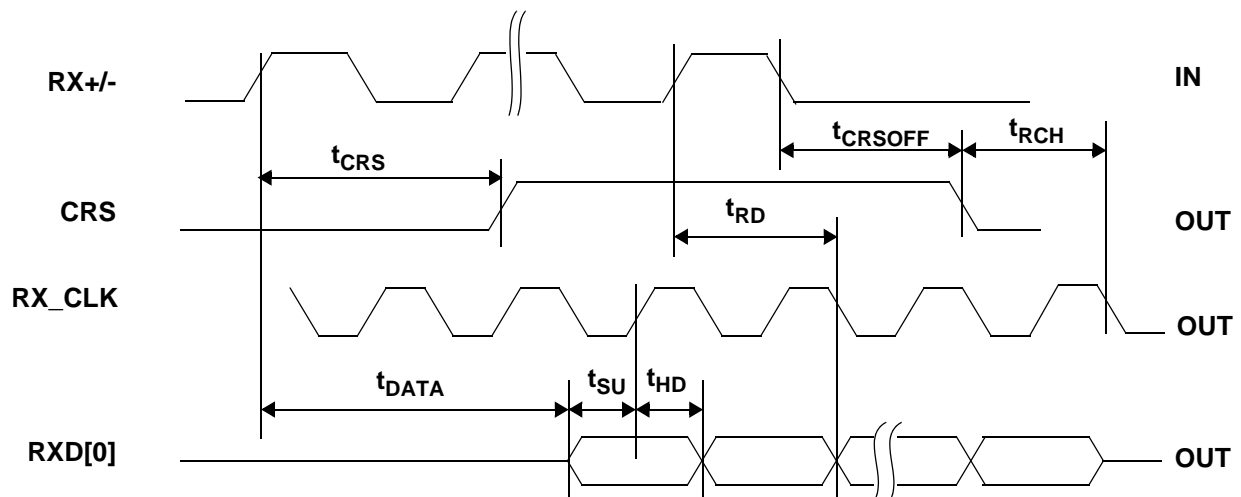 RX+/-
IN
tCRSOFF
tRCH
tCRS
CRS
OUT
tRD
RX_CLK
OUT
tDATA
tSU
tHD
RXD[0]
OUT